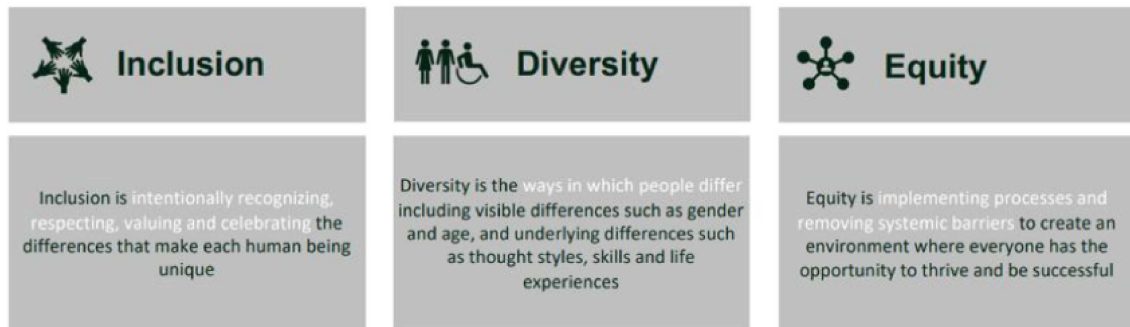 Inclusion
Diversity
Equity
Inclusion is intentionally recognizing,
respecting, valuing and celebrating the
differences that make each human being
unique
Diversity is the ways in which people differ
including visible differences such as gender
and age, and underlying differences such
as thought styles, skills and life
experiences
Equity is implementing processes and
removing systemic barriers to create an
environment where everyone has the
opportunity to thrive and be successful